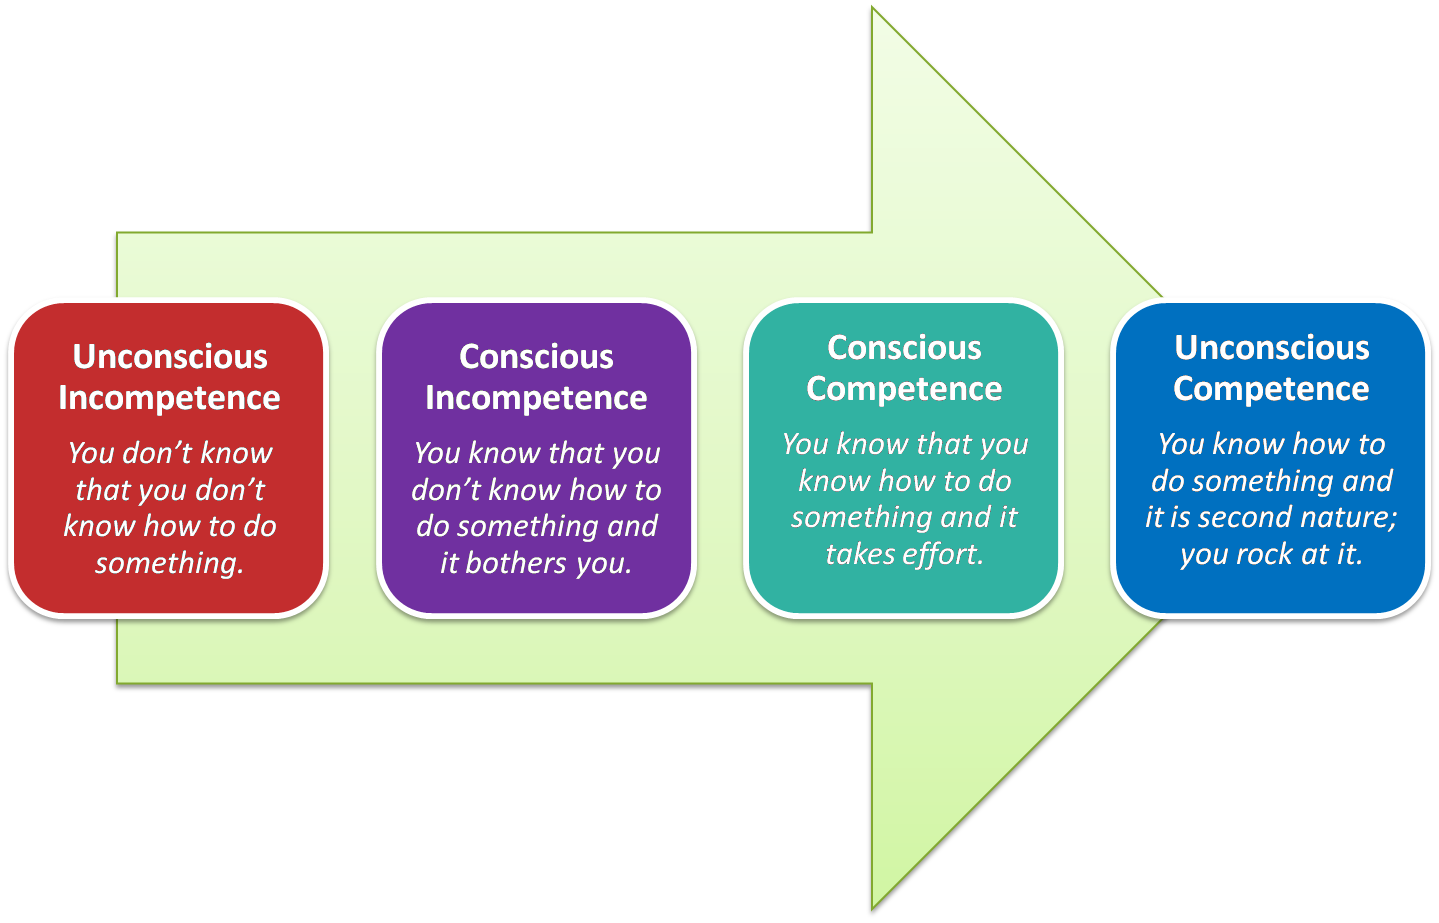 Unconscious
Incompetence
You don’t know
that you don’t
know how to do
something.
Conscious
Incompetence
You know that you
don’t know how to
do something and
it bothers you.
Conscious
Competence
You know that you
know how to do
something and it
takes effort.
Unconscious
Competence
You know how to
do something and
it is second nature;
you rock at it.